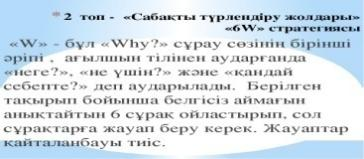 * 2 топ - «Сабақты түрлендіру жолдары»
«6W» стратегиясы
«W» - бұл «Why?» сұрау сөзінің бірінші
әріпі , ағылшын тілінен аударғанда
«неге?», «не үшін?» және «қандай
себепте?» деп аударылады. Берілген
тақырып бойынша белгісіз аймағын
анықтайтын 6 сұрақ ойластырып, сол
сұрақтарға жауап беру керек. Жауаптар
қайталанбауы тиіс.